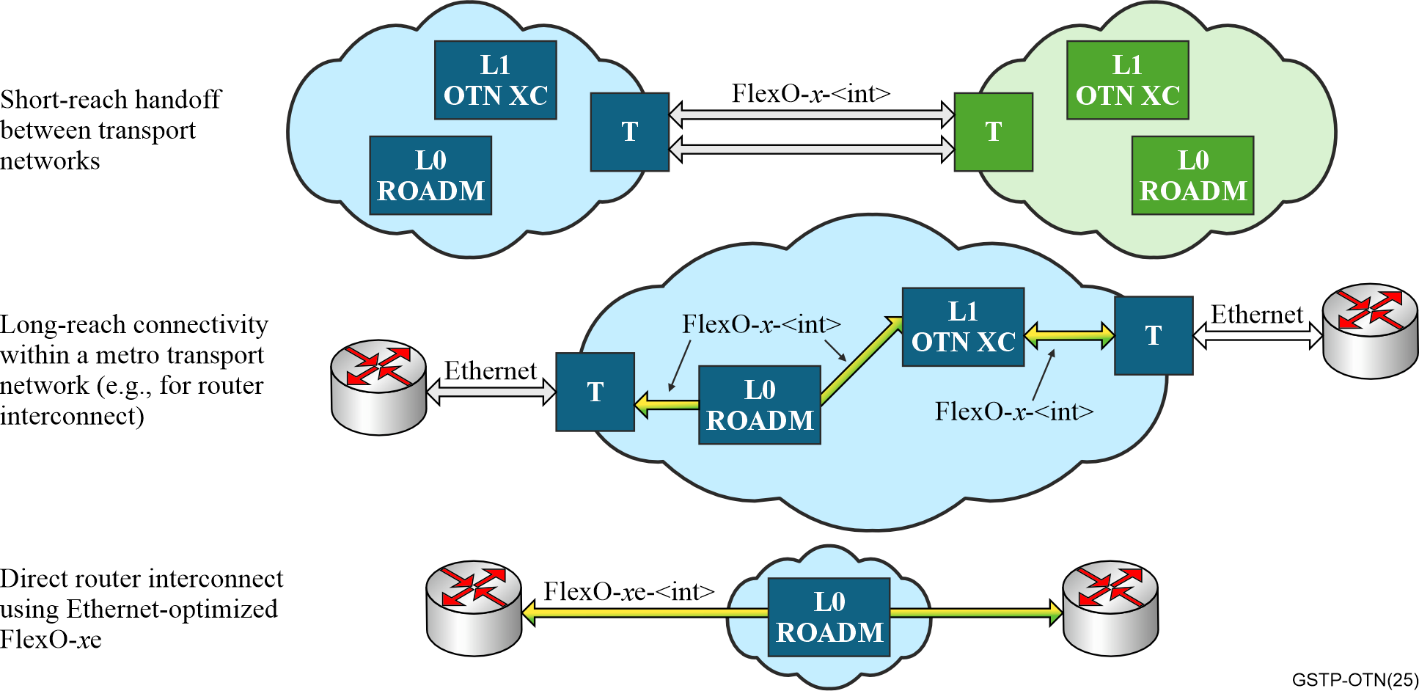 Short-reach handoff
between transport
networks
L1
OTN XC
L0
ROADM
T
FlexO-x-<int>
T
L1
OTN XC
L0
ROADM
Long-reach connectivity
within a metro transport
network (e.g., for router
interconnect)
Ethernet
T
FlexO-x-<int>
L0
ROADM
L1
OTN XC
FlexO-x-<int>
T
Ethernet
Direct router interconnect
using Ethernet-optimized
FlexO-xe
FlexO-xe-<int>
L0
ROADM
GSTP-OTN(25)